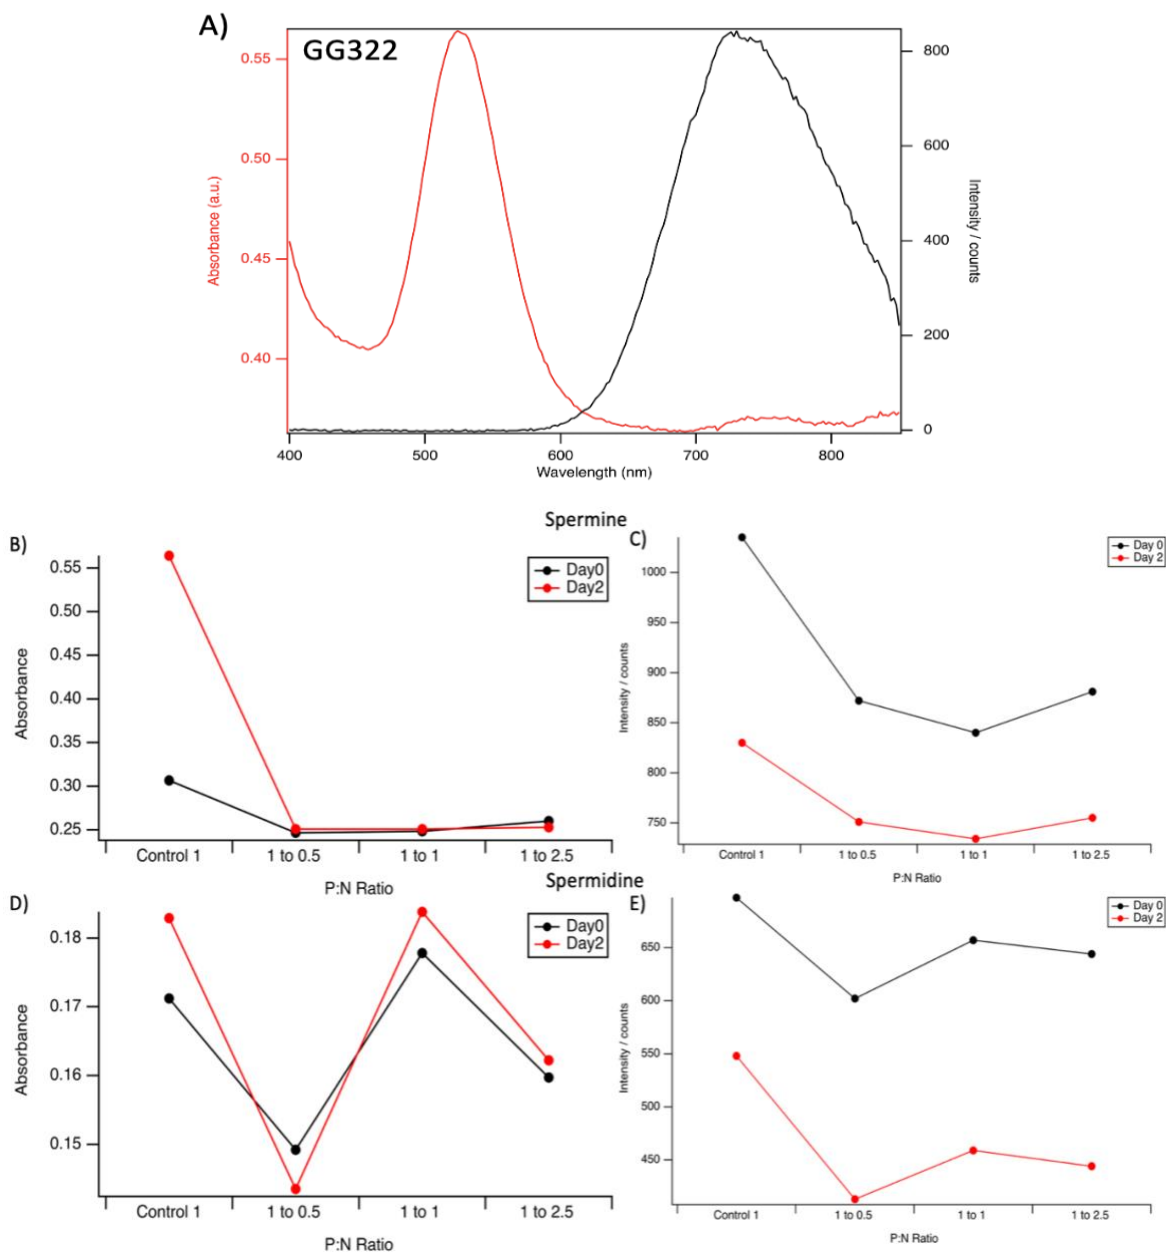 A)
GG322
0.55
0.50
0.45
0.40
Absorbance (a.u.)
800
600
400
200
0
Intensity / counts
400 500 600 700 800
Wavelength (nm)
Spermine
B)
0.55
0.50
0.45
0.40
0.35
0.30
0.25
Absorbance
Day0
Day2
Control 1 1 to 0.5 1 to 1 1 to 2.5
P:N Ratio
C)
1000
950
900
850
800
750
Intensity / counts
Day 0
Day 2
Control 1 1 to 0.5 1 to 1 1 to 2.5
P:N Ratio
Spermidine
D)
0.18
0.17
0.16
0.15
Absorbance
Day0
Day2
Control 1 1 to 0.5 1 to 1 1 to 2.5
P:N Ratio
E)
650
600
550
500
450
Intensity / counts
Day 0
Day 2
Control 1 1 to 0.5 1 to 1 1 to 2.5
P:N Ratio